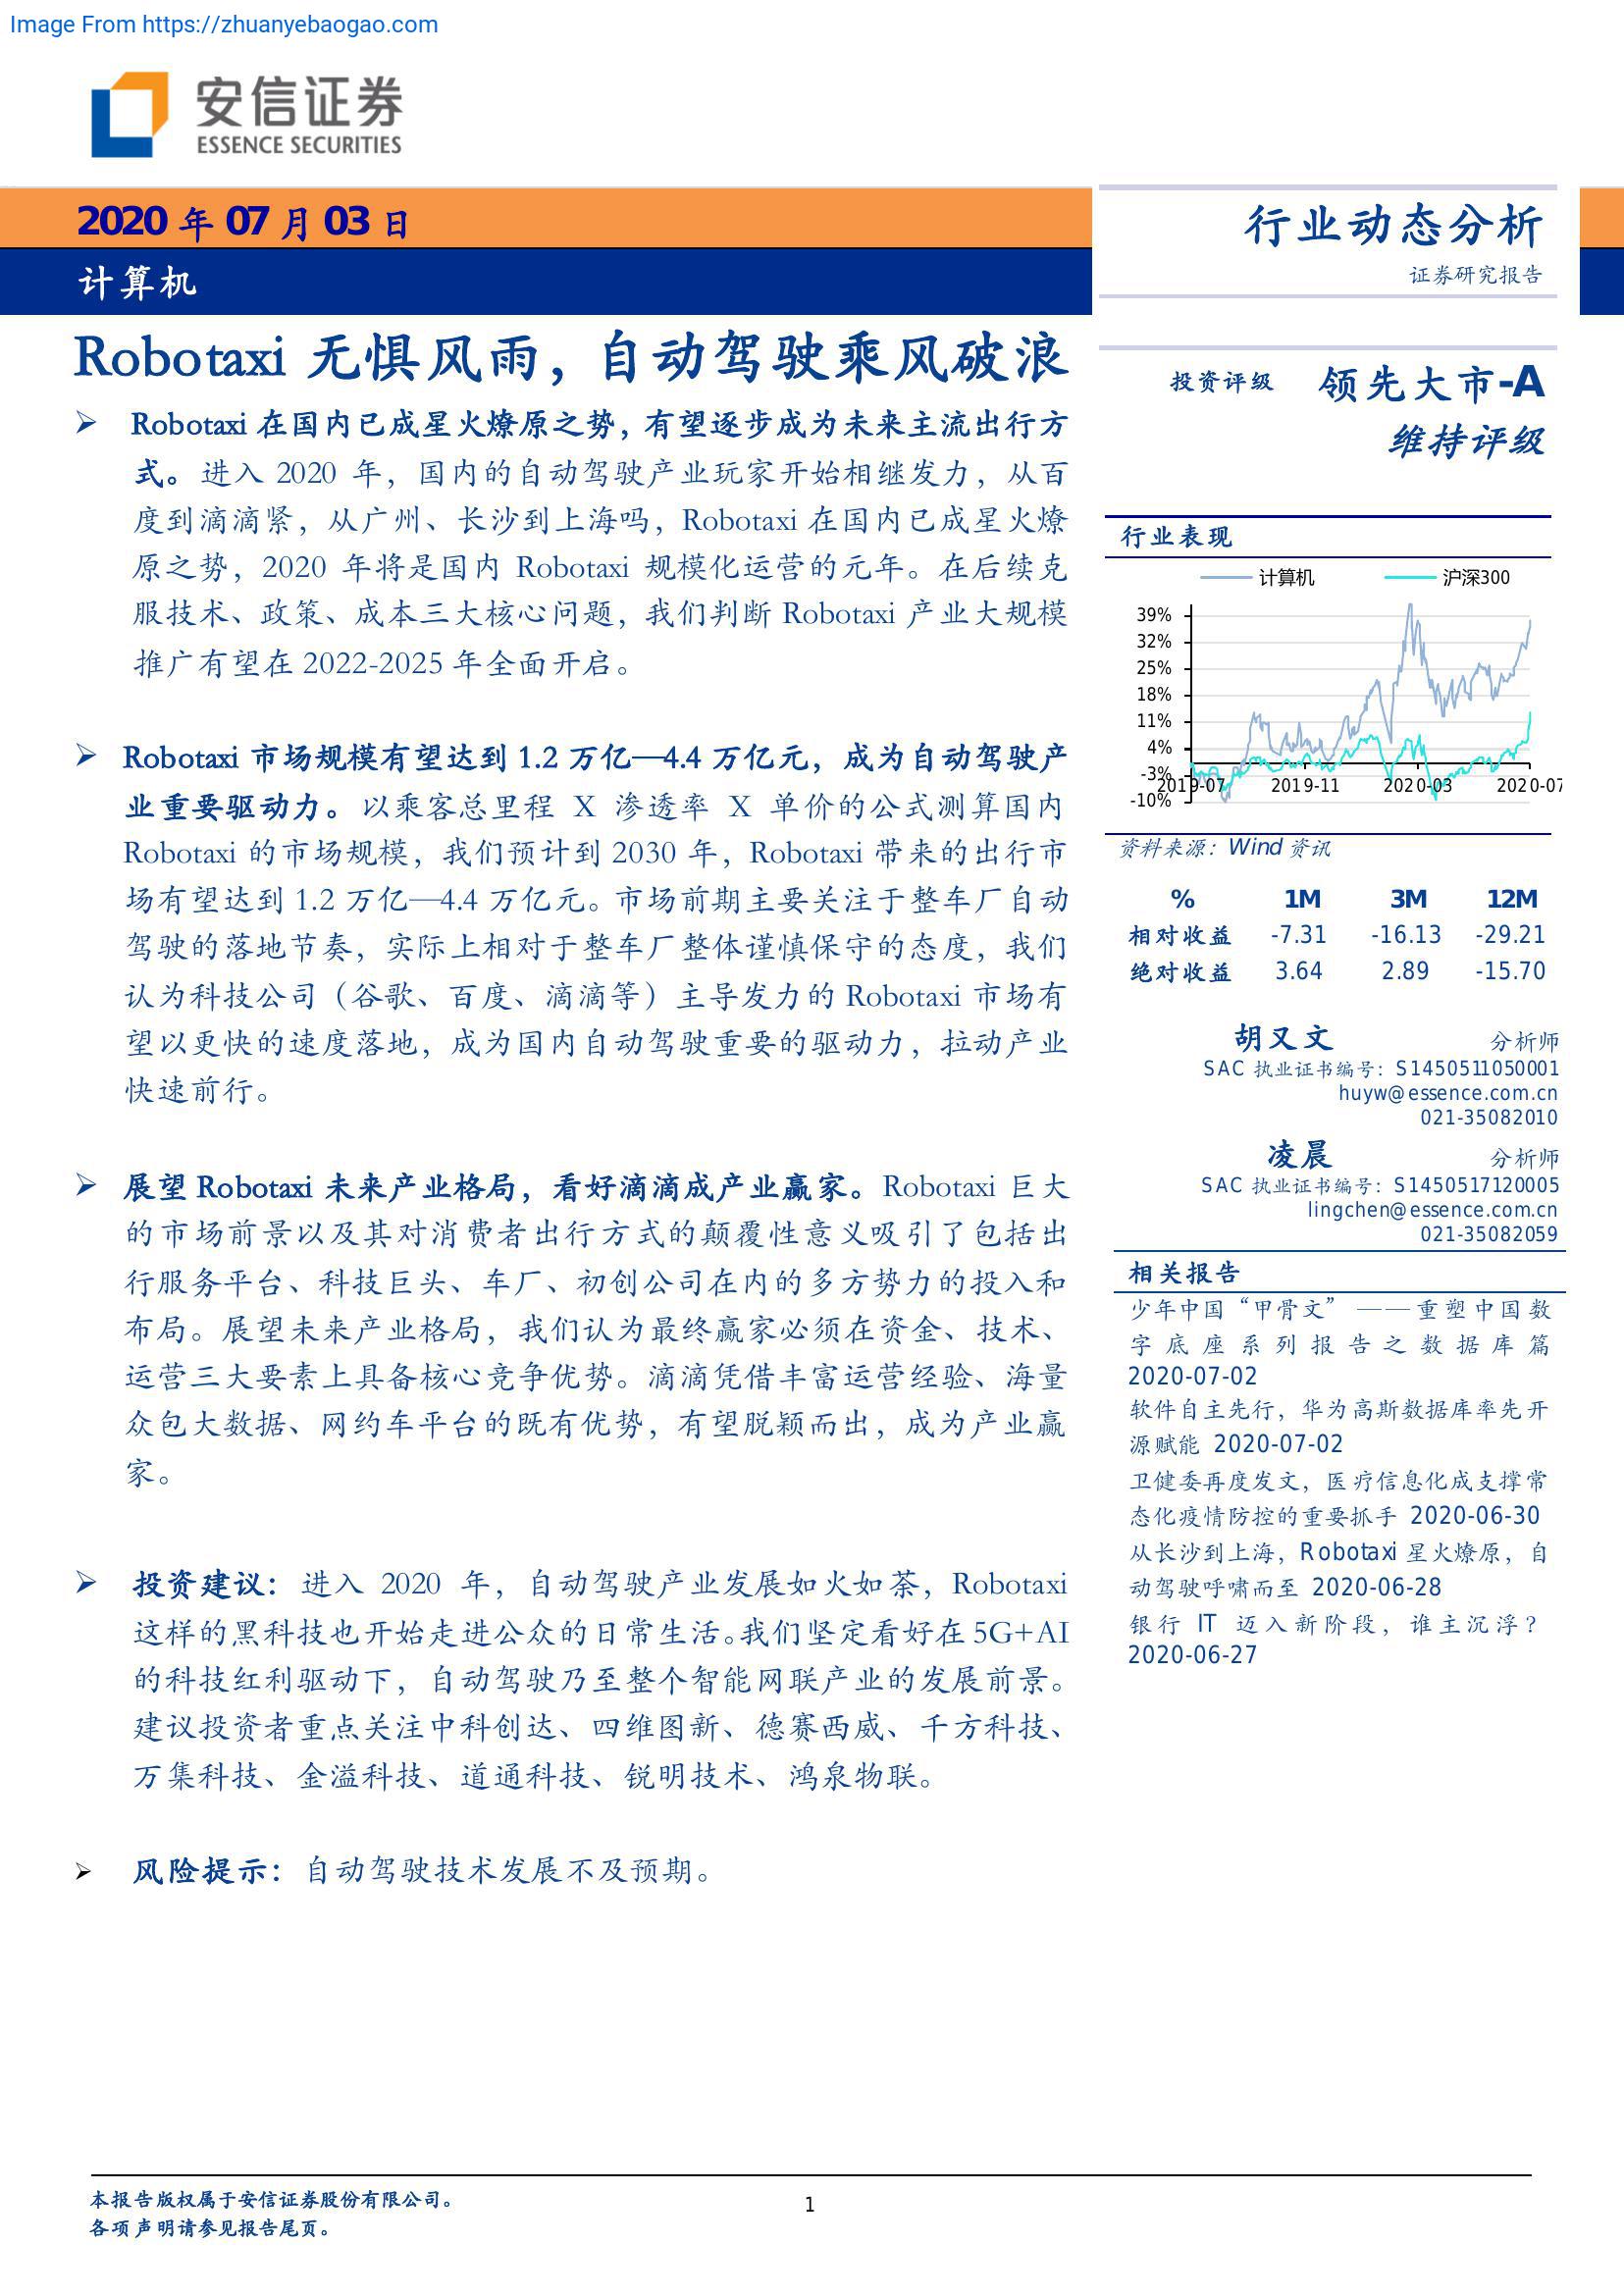 Image From https://zhuanyebaogao.com
安信证券
ESSENCE SECURITIES
2020 年 07 月 03 日
计算机
行业动态分析
证券研究报告
Robotaxi 无惧风雨，自动驾驶乘风破浪
Robotaxi 在国内已成星火燎原之势，有望逐步成为未来主流出行方
式。进入 2020 年，国内的自动驾驶产业玩家开始相继发力，从百
度到滴滴紧，从广州、长沙到上海吗，Robotaxi 在国内已成星火燎
原之势，2020 年将是国内 Robotaxi 规模化运营的元年。在后续克
服技术、政策、成本三大核心问题，我们判断 Robotaxi 产业大规模
推广有望在 2022-2025 年全面开启。
Robotaxi 市场规模有望达到 1.2 万亿—4.4 万亿元，成为自动驾驶产
业重要驱动力。以乘客总里程 X 渗透率 X 单价的公式测算国内
Robotaxi 的市场规模，我们预计到 2030 年，Robotaxi 带来的出行市
场有望达到 1.2 万亿—4.4 万亿元。市场前期主要关注于整车厂自动
驾驶的落地节奏，实际上相对于整车厂整体谨慎保守的态度，我们
认为科技公司（谷歌、百度、滴滴等）主导发力的 Robotaxi 市场有
望以更快的速度落地，成为国内自动驾驶重要的驱动力，拉动产业
快速前行。
展望 Robotaxi 未来产业格局，看好滴滴成产业赢家。Robotaxi 巨大
的市场前景以及其对消费者出行方式的颠覆性意义吸引了包括出
行服务平台、科技巨头、车厂、初创公司在内的多方势力的投入和
布局。展望未来产业格局，我们认为最终赢家必须在资金、技术、
运营三大要素上具备核心竞争优势。滴滴凭借丰富运营经验、海量
众包大数据、网约车平台的既有优势，有望脱颖而出，成为产业赢
家。
投资建议：进入 2020 年，自动驾驶产业发展如火如荼，Robotaxi
这样的黑科技也开始走进公众的日常生活。我们坚定看好在 5G+AI
的科技红利驱动下，自动驾驶乃至整个智能网联产业的发展前景。
建议投资者重点关注中科创达、四维图新、德赛西威、千方科技、
万集科技、金溢科技、道通科技、锐明技术、鸿泉物联。
风险提示：自动驾驶技术发展不及预期。
投资评级 领先大市-A
维持评级
行业表现
计算机 沪深300
39%
32%
25%
18%
11%
4%
-3%
-10%
2019-07 2019-11 2020-03 2020-07
资料来源：Wind 资讯
% 1M 3M 12M
相对收益 -7.31 -16.13 -29.21
绝对收益 3.64 2.89 -15.70
胡又文 分析师
SAC 执业证书编号：S1450511050001
huyw@essence.com.cn
021-35082010
凌晨 分析师
SAC 执业证书编号：S1450517120005
lingchen@essence.com.cn
021-35082059
相关报告
少年中国“甲骨文” ——重塑中国数
字底座系列报告之数据库篇
2020-07-02
软件自主先行，华为高斯数据库率先开
源赋能 2020-07-02
卫健委再度发文，医疗信息化成支撑常
态化疫情防控的重要抓手 2020-06-30
从长沙到上海，Robotaxi 星火燎原，自
动驾驶呼啸而至 2020-06-28
银行 IT 迈入新阶段，谁主沉浮？
2020-06-27
本报告版权属于安信证券股份有限公司。
各项声明请参见报告尾页。
1